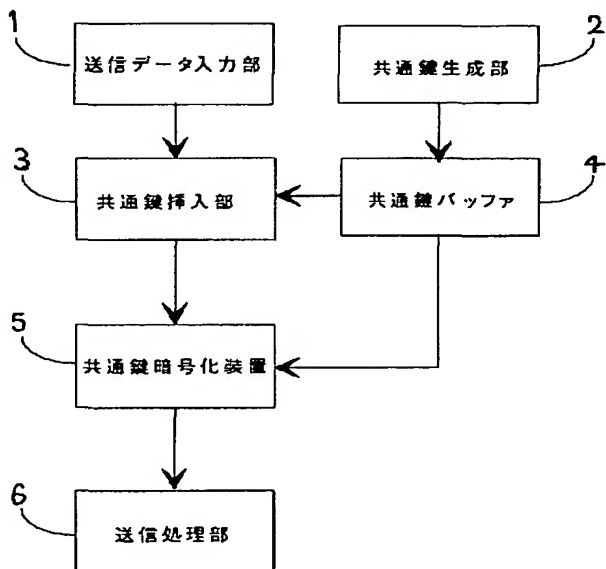 1
送信データ入力部
2
共通鍵生成部
3
共通鍵挿入部
4
共通鍵バッファ
5
共通鍵暗号化装置
6
送信処理部